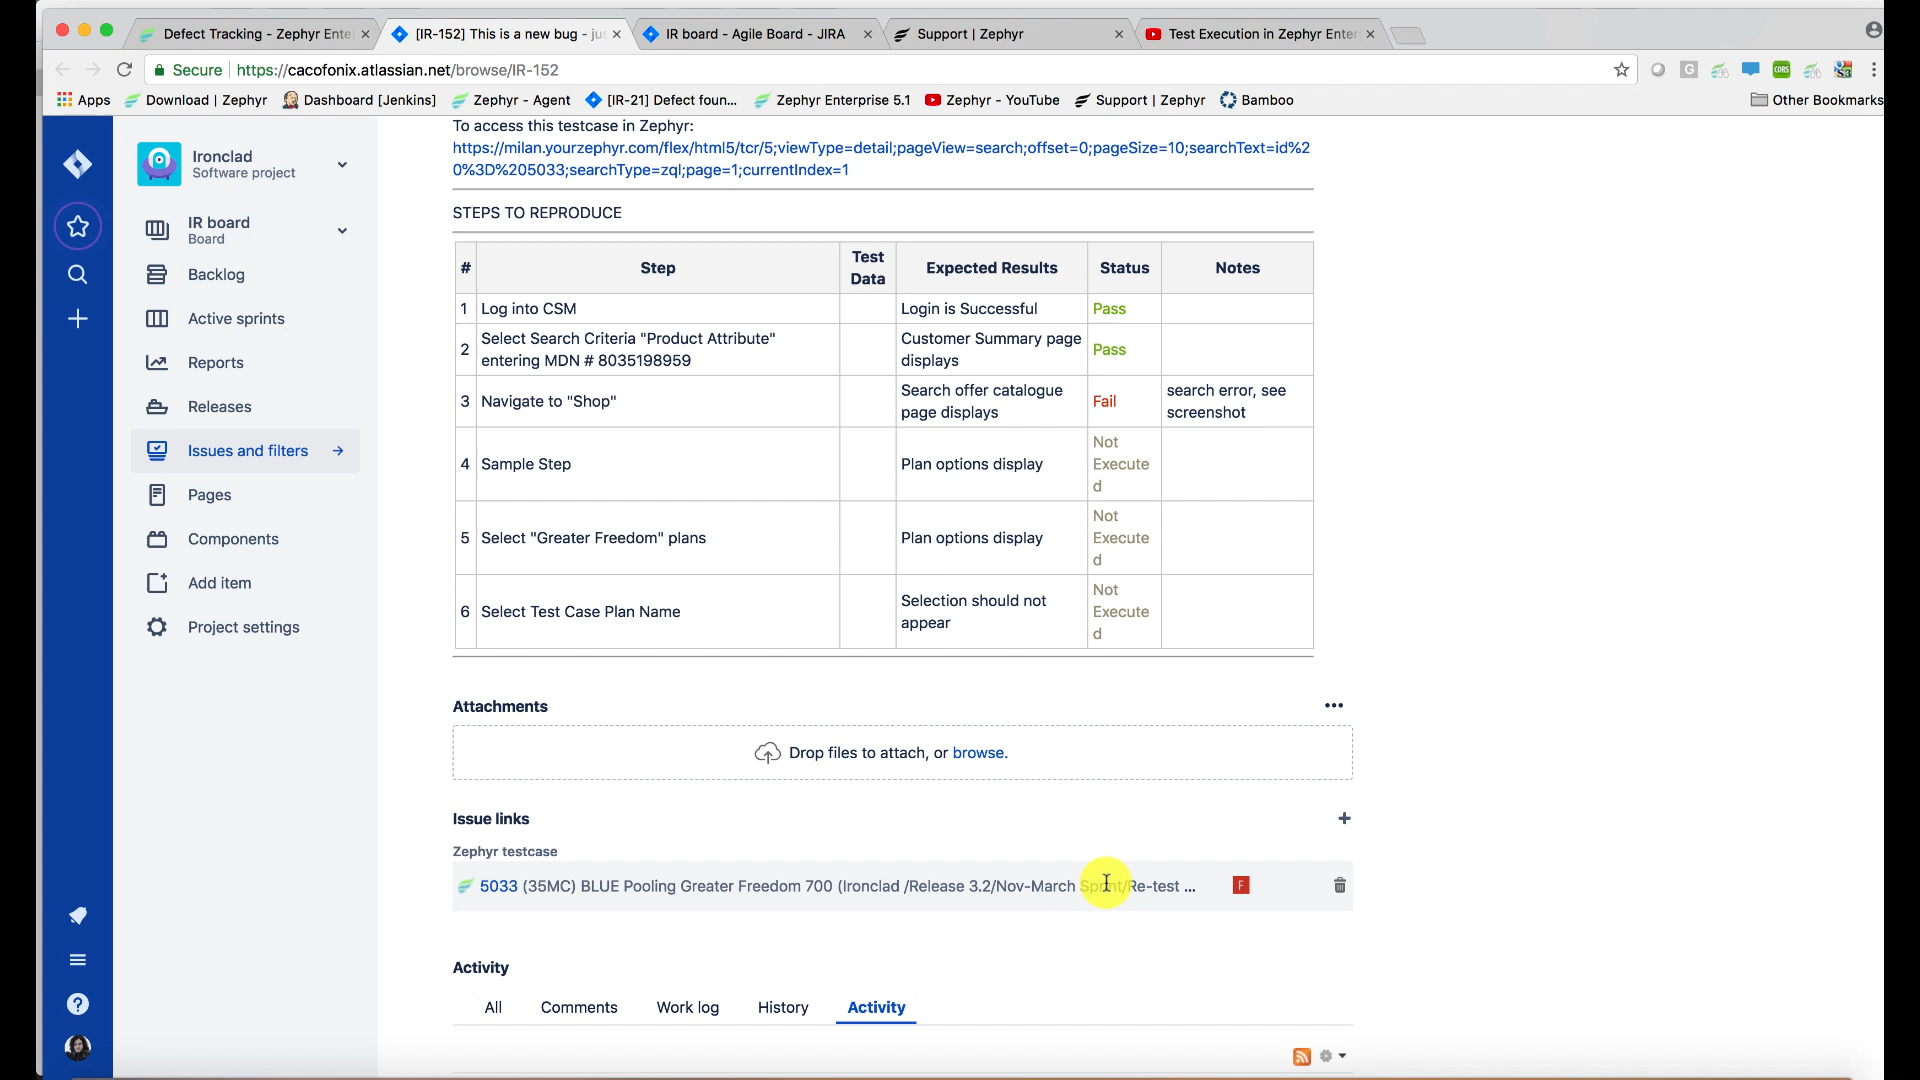 Defect Tracking - Zephyr Enter
[IR-152] This is a new bug - jus
IR board - Agile Board - JIRA
Support | Zephyr
Test Execution in Zephyr Enter
Secure
https://cacofonix.atlassian.net/browse/IR-152
Apps
Download | Zephyr
Dashboard [Jenkins]
Zephyr - Agent
[IR-21] Defect foun...
Zephyr Enterprise 5.1
Zephyr - YouTube
Support | Zephyr
Bamboo
Other Bookmarks
Ironclad
Software project
IR board
Board
Backlog
Active sprints
Reports
Releases
Issues and filters
Pages
Components
Add item
Project settings
To access this testcase in Zephyr:
https://milan.yourzephyr.com/flex/html5/tcr/5;viewType=detail;pageView=search;offset=0;pageSize=10;searchText=id%2
0%3D%205033;searchType=zql;page=1;currentIndex=1
STEPS TO REPRODUCE
# Step Test Data Expected Results Status Notes
1 Log into CSM Login is Successful Pass
2 Select Search Criteria "Product Attribute" entering MDN # 8035198959 Customer Summary page displays Pass
3 Navigate to "Shop" Search offer catalogue page displays Fail search error, see screenshot
4 Sample Step Plan options display Not Executed
5 Select "Greater Freedom" plans Plan options display Not Executed
6 Select Test Case Plan Name Selection should not appear Not Executed
Attachments
Drop files to attach, or browse.
Issue links
Zephyr testcase
5033 (35MC) BLUE Pooling Greater Freedom 700 (Ironclad /Release 3.2/Nov-March Sprint/Re-test ... F
Activity
All Comments Work log History Activity